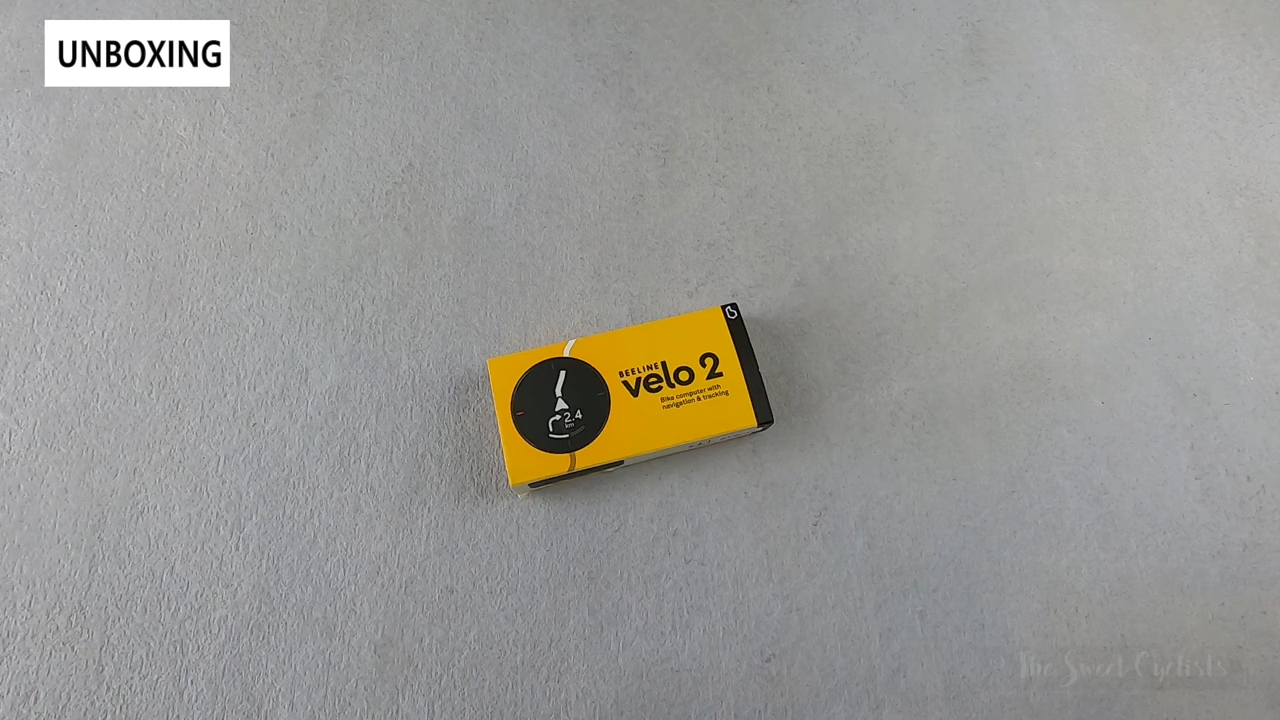 UNBOXING
BEELINE
velo 2
Bike computer with
navigation & tracking
2.4
km
The Sweet Cyclists